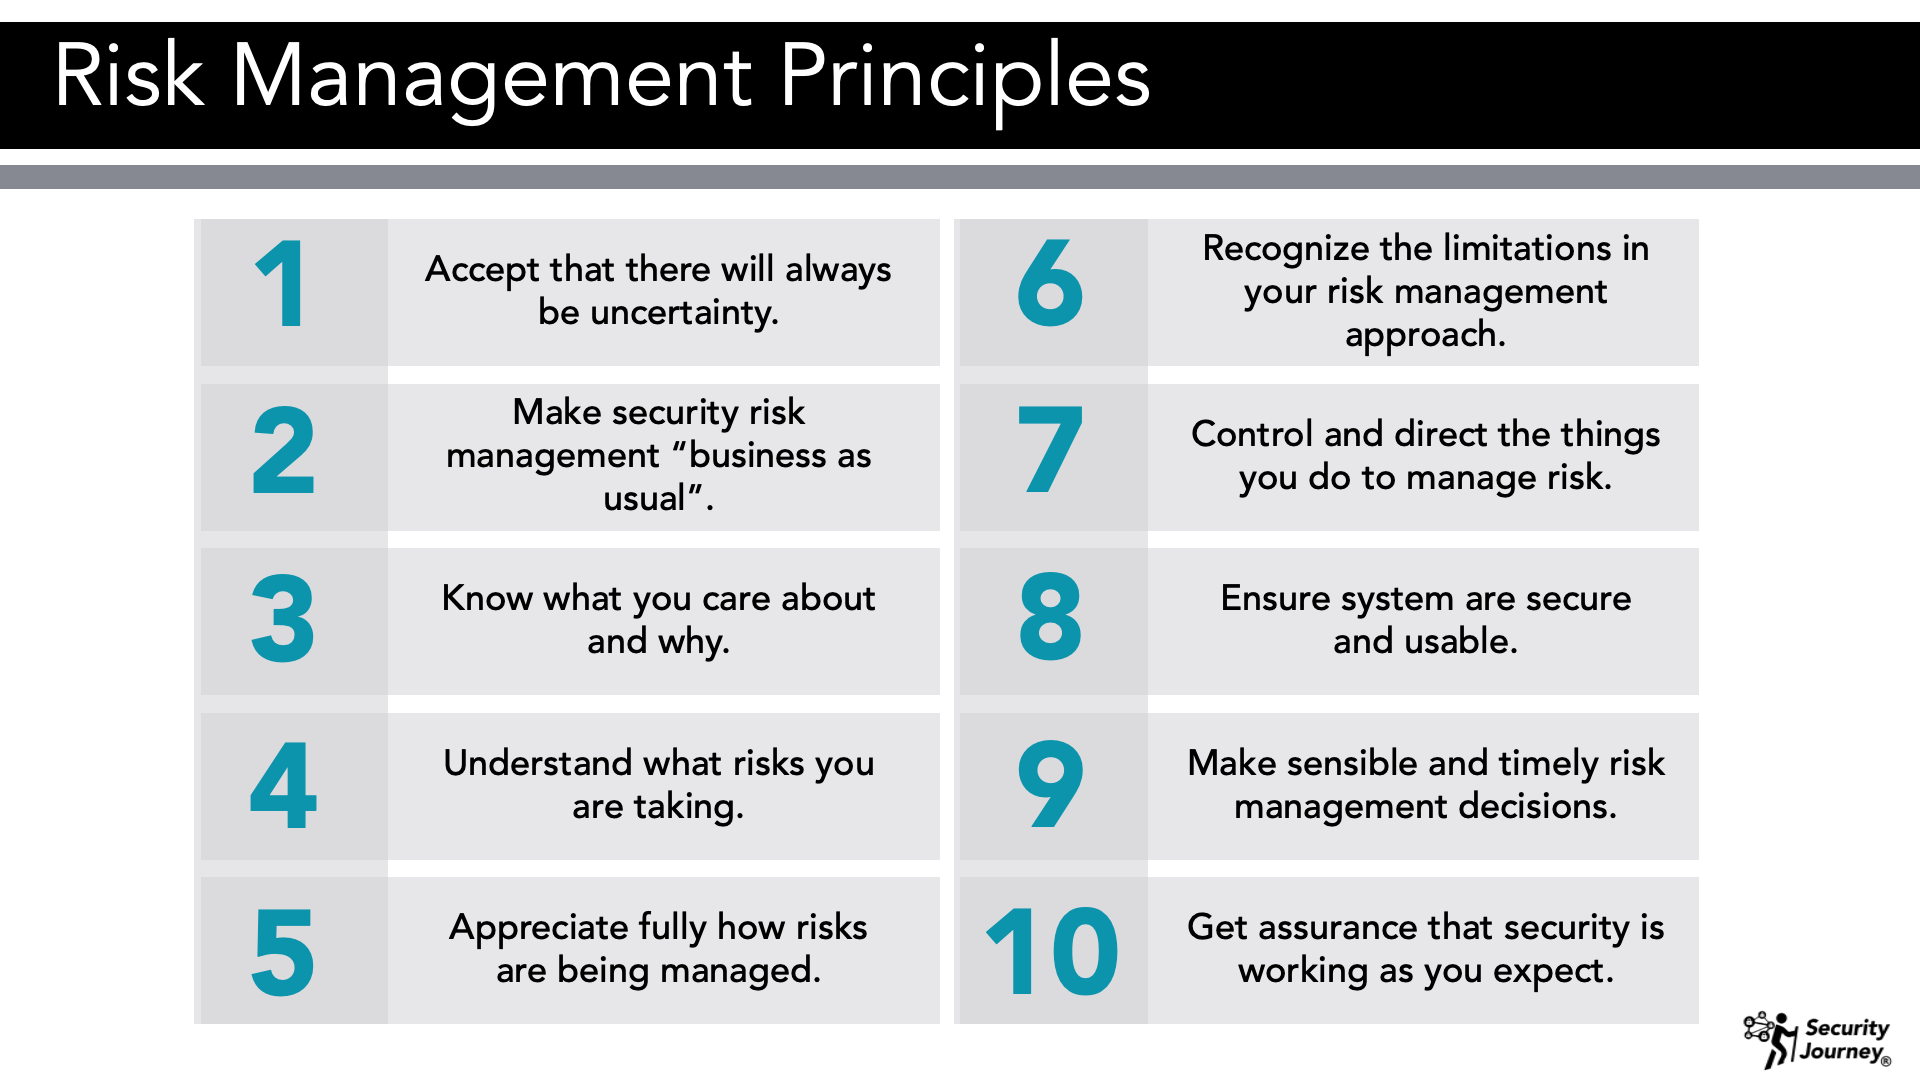 Risk Management Principles
1
Accept that there will always
be uncertainty.
2
Make security risk
management “business as
usual”.
3
Know what you care about
and why.
4
Understand what risks you
are taking.
5
Appreciate fully how risks
are being managed.
6
Recognize the limitations in
your risk management
approach.
7
Control and direct the things
you do to manage risk.
8
Ensure system are secure
and usable.
9
Make sensible and timely risk
management decisions.
10
Get assurance that security is
working as you expect.
Security
Journey®